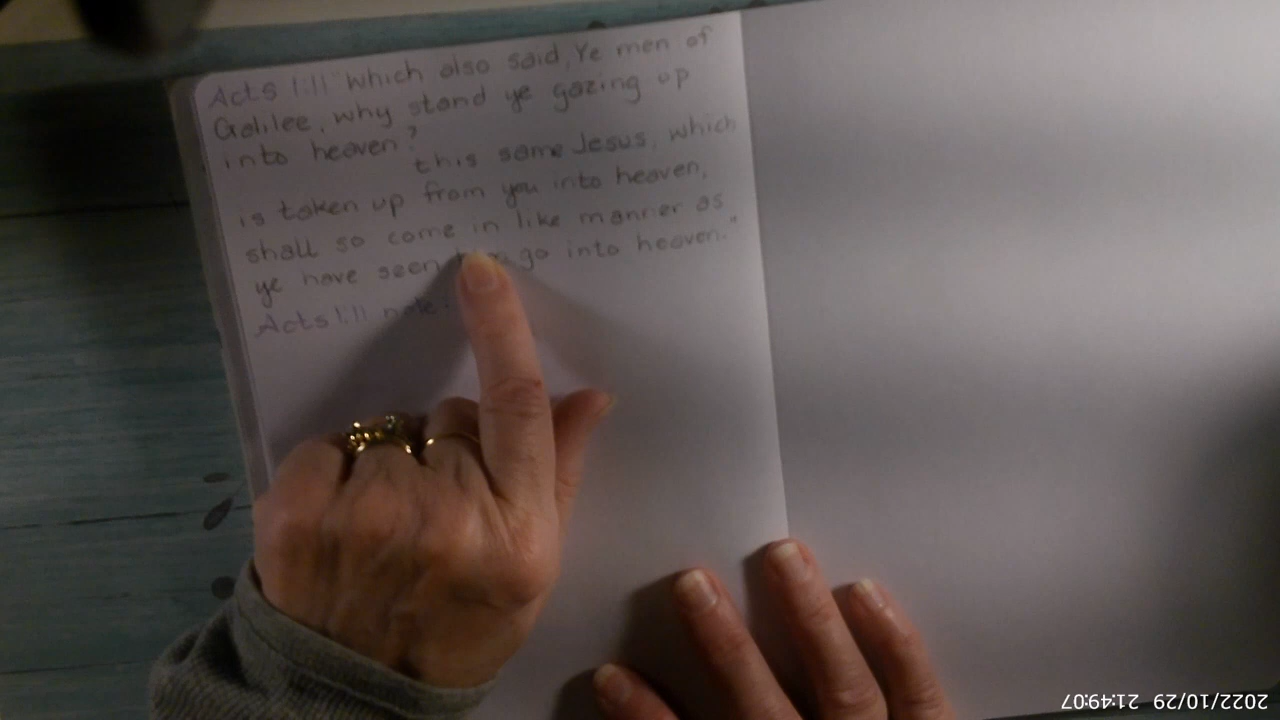 Acts 1:11 "which also said, Ye men of
Galilee, why stand ye gazing up
into heaven?
this same Jesus, which
is taken up from you into heaven,
shall so come in like manner as
ye have seen go into heaven."
Acts 1:11 note
2022/10/29 21:49:07